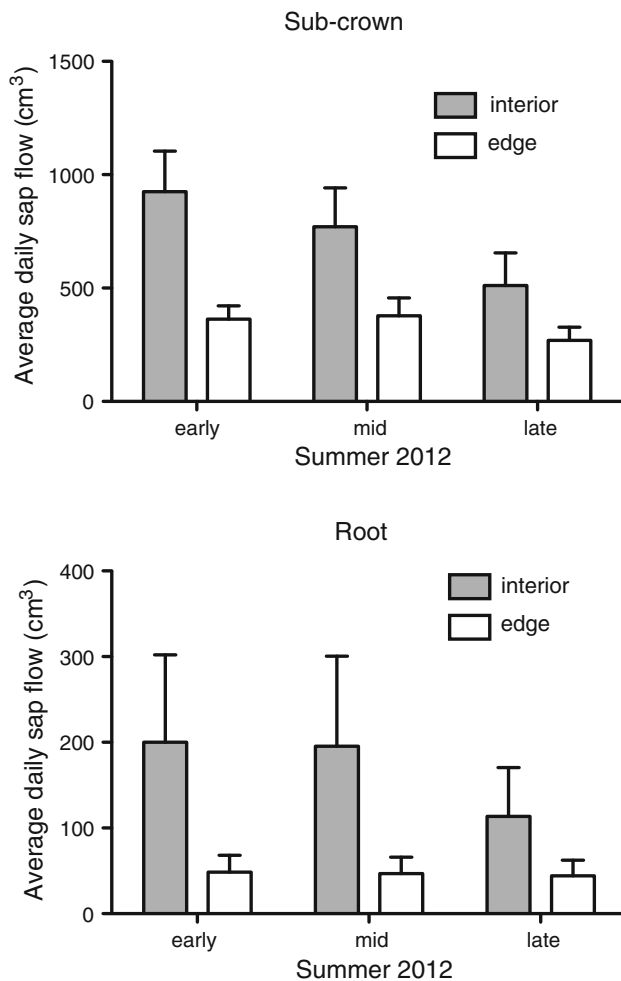 Sub-crown
Average daily sap flow (cm³)
1500
1000
500
0
interior
edge
early mid late
Summer 2012
Root
Average daily sap flow (cm³)
400
300
200
100
0
interior
edge
early mid late
Summer 2012